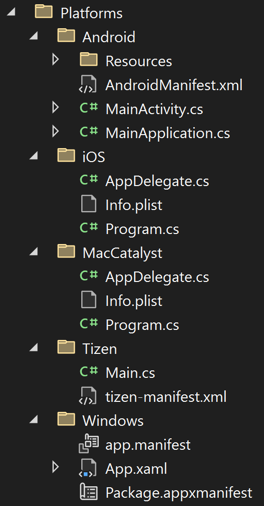 Platforms
Android
Resources
AndroidManifest.xml
C# MainActivity.cs
C# MainApplication.cs
iOS
C# AppDelegate.cs
Info.plist
C# Program.cs
MacCatalyst
C# AppDelegate.cs
Info.plist
C# Program.cs
Tizen
C# Main.cs
tizen-manifest.xml
Windows
app.manifest
App.xaml
Package.appxmanifest